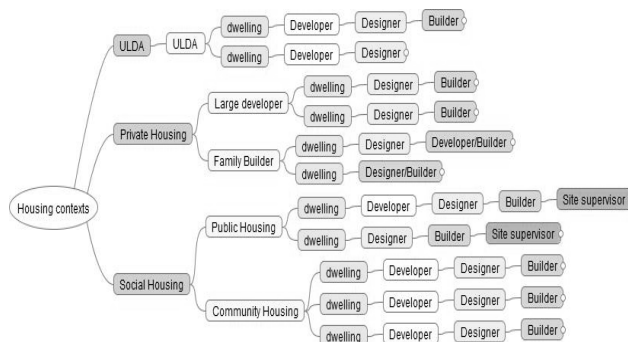 dwelling Developer Designer Builder
ULDA ULDA
dwelling Developer Designer
dwelling Designer Builder
Large developer
dwelling Designer Builder
Private Housing
dwelling Designer Developer/Builder
Family Builder
dwelling Designer/Builder
Housing contexts
dwelling Developer Designer Builder Site supervisor
Public Housing
dwelling Designer Builder Site supervisor
dwelling Developer Designer Builder
Social Housing
dwelling Developer Designer Builder
Community Housing
dwelling Developer Designer Builder